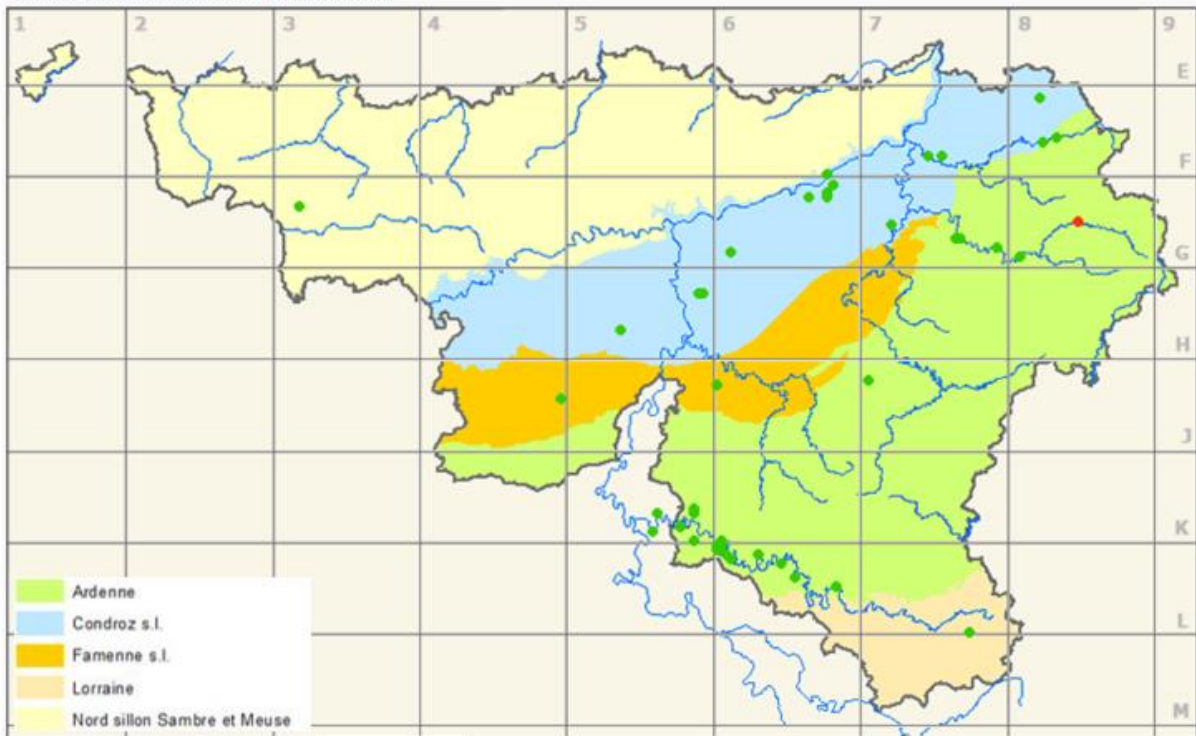 1 2 3 4 5 6 7 8 9
E
F
G
H
J
K
L
M
Ardenne
Condroz s.l.
Famenne s.l.
Lorraine
Nord sillon Sambre et Meuse